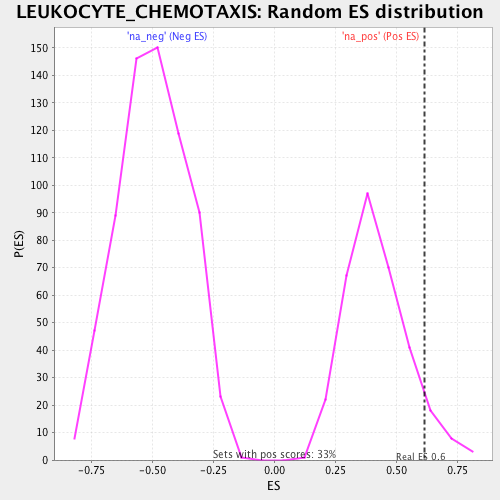 LEUKOCYTE_CHEMOTAXIS: Random ES distribution
'na_neg' (Neg ES) 'na_pos' (Pos ES)
150
140
130
120
110
100
90
80
70
60
50
40
30
20
10
0
P(ES)
Sets with pos scores: 33%
Real ES 0.6
-0.75 -0.50 -0.25 0.00 0.25 0.50 0.75
ES